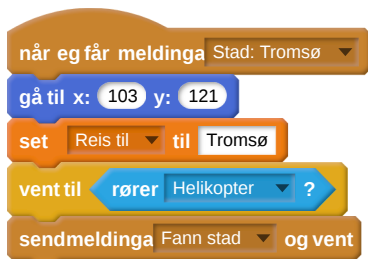 når eg får meldinga Stad: Tromsø
gå til x: 103 y: 121
set Reis til til Tromsø
vent til rører Helikopter ?
sendmeldinga Fann stad og vent